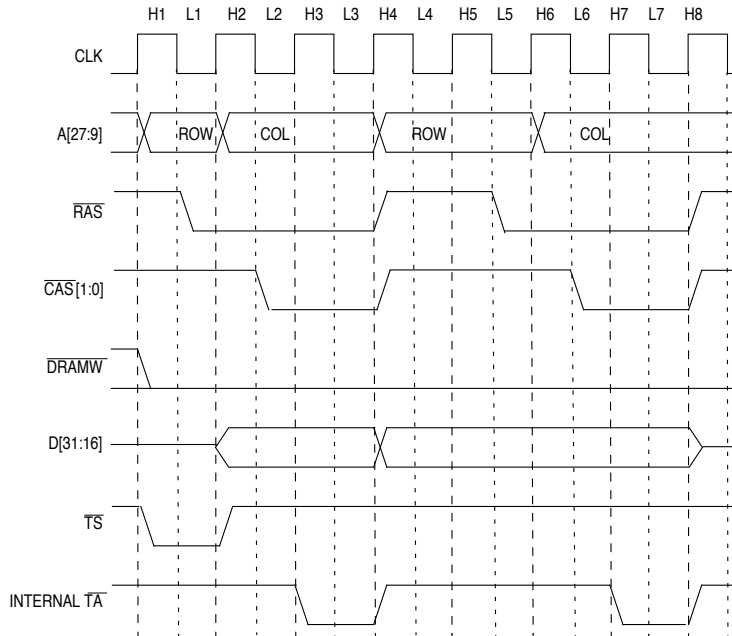 H1 L1 H2 L2 H3 L3 H4 L4 H5 L5 H6 L6 H7 L7 H8
CLK
A[27:9] ROW COL ROW COL
RAS
CAS[1:0]
DRAMW
D[31:16]
TS
INTERNAL TA